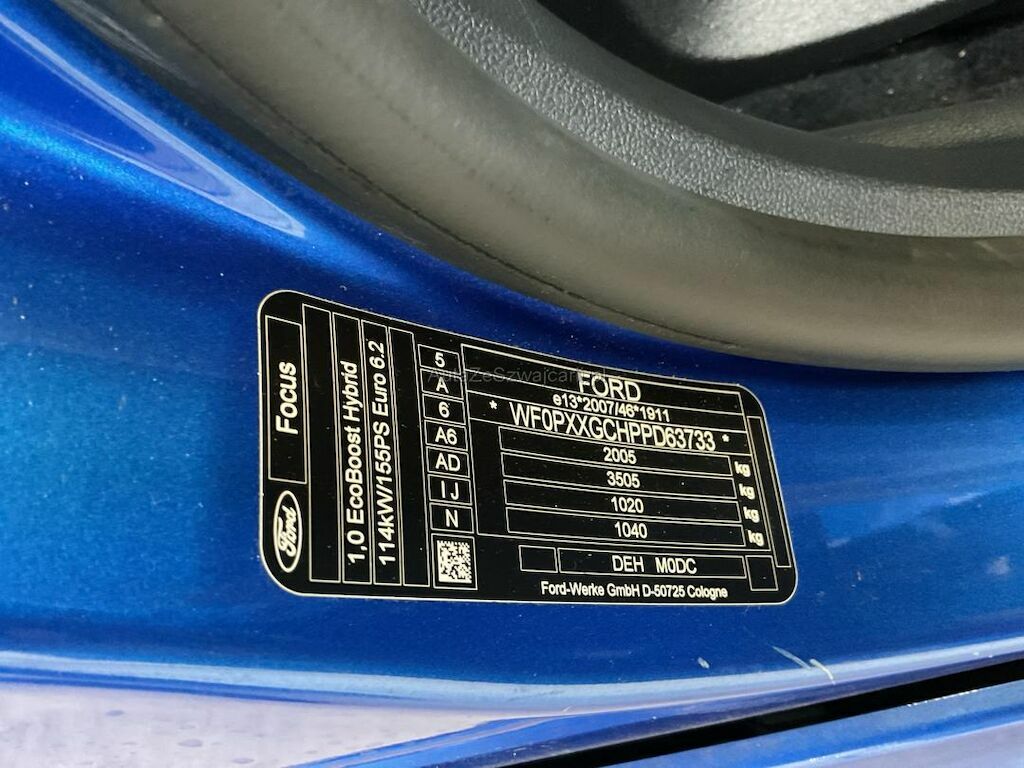 Focus
Ford
1,0 EcoBoost Hybrid
114kW/155PS Euro 6.2
5
A
6
A6
AD
IJ
N
FORD
e13*2007/46*1911
* WF0PXXGCHPPD63733 *
2005 kg
3505 kg
1020 kg
1040 kg
DEH M0DC
Ford-Werke GmbH D-50725 Cologne